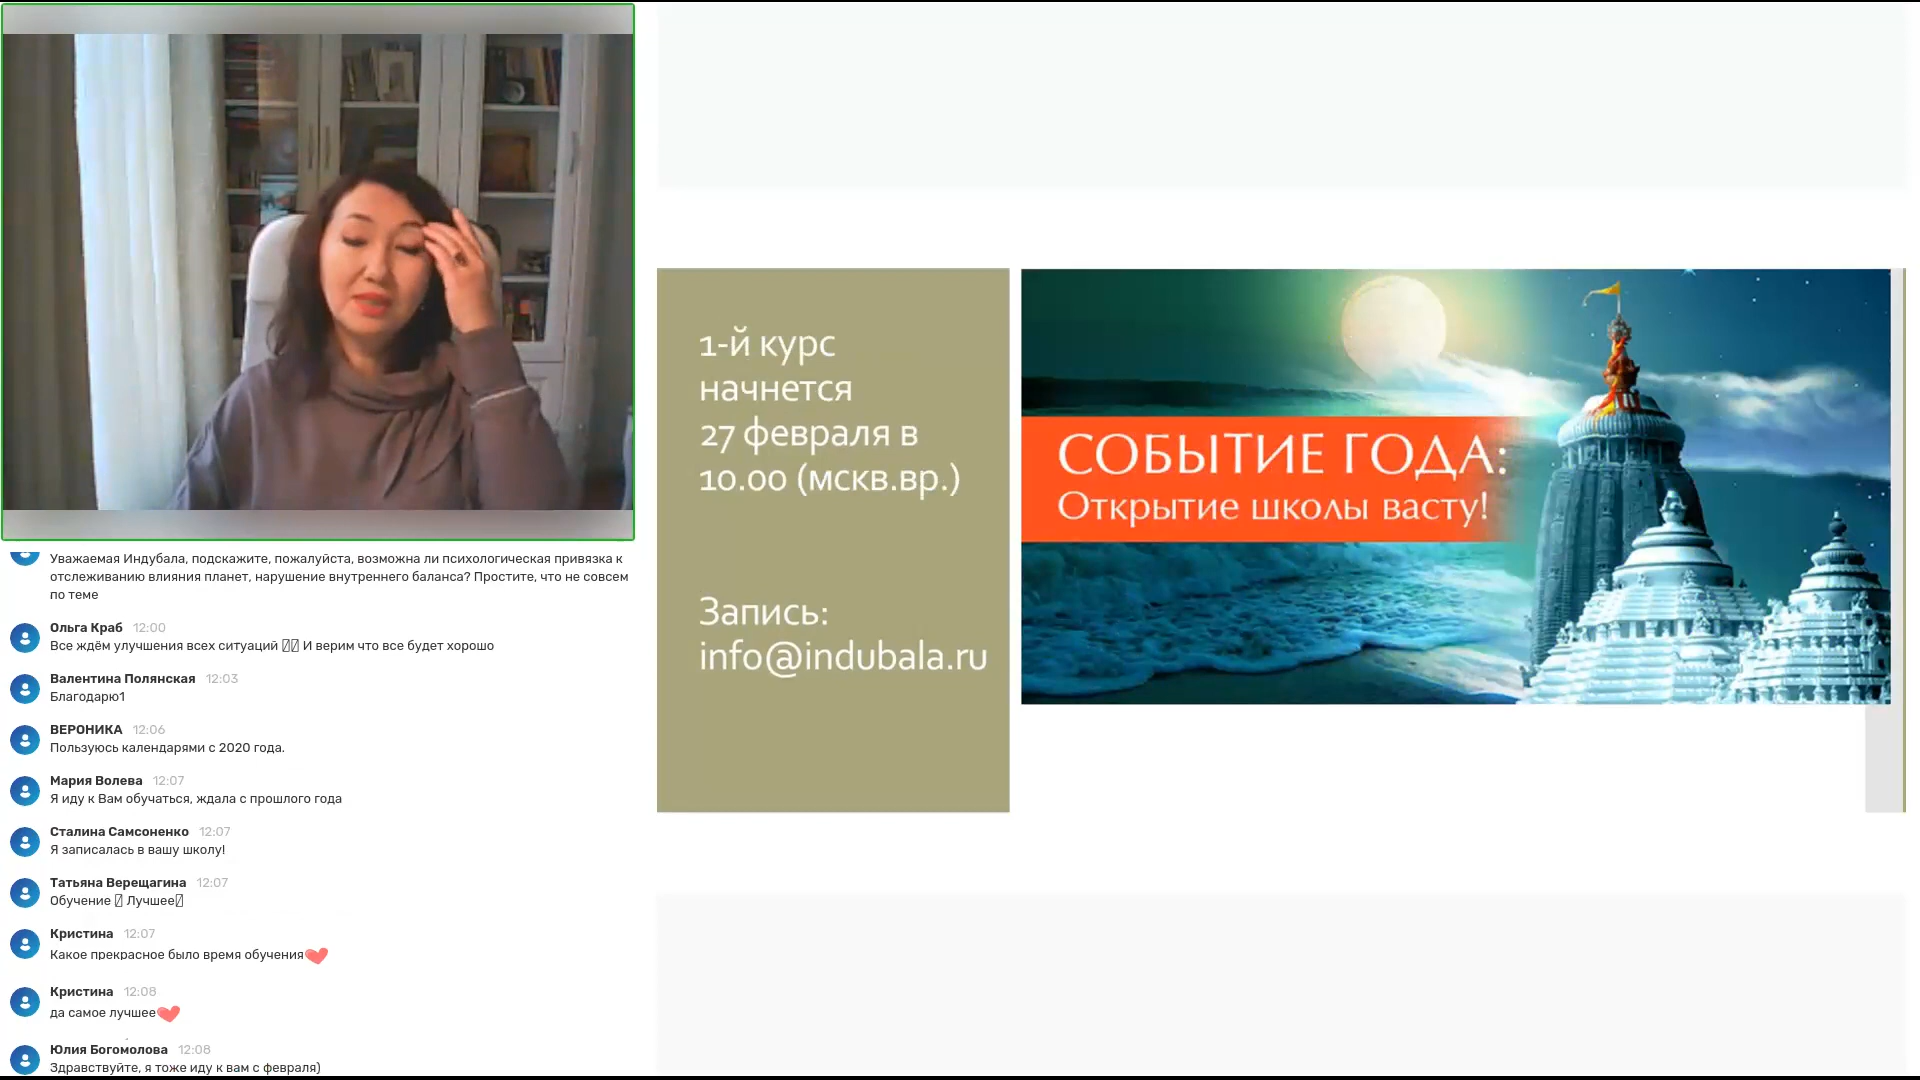 Уважаемая Индубала, подскажите, пожалуйста, возможна ли психологическая привязка к
отслеживанию влияния планет, нарушение внутреннего баланса? Простите, что не совсем
по теме
Ольга Краб 12:00
Все ждём улучшения всех ситуаций И верим что все будет хорошо
Валентина Полянская 12:03
Благодарю1
ВЕРОНИКА 12:06
Пользуюсь календарями с 2020 года.
Мария Волева 12:07
Я иду к Вам обучаться, ждала с прошлого года
Сталина Самсоненко 12:07
Я записалась в вашу школу!
Татьяна Верещагина 12:07
Обучение Лучшее
Кристина 12:07
Какое прекрасное было время обучения
Кристина 12:08
да самое лучшее
Юлия Богомолова 12:08
Здравствуйте, я тоже иду к вам с февраля)
1-й курс
начнется
27 февраля в
10.00 (мскв.вр.)
Запись:
info@indubala.ru
СОБЫТИЕ ГОДА:
Открытие школы васту!